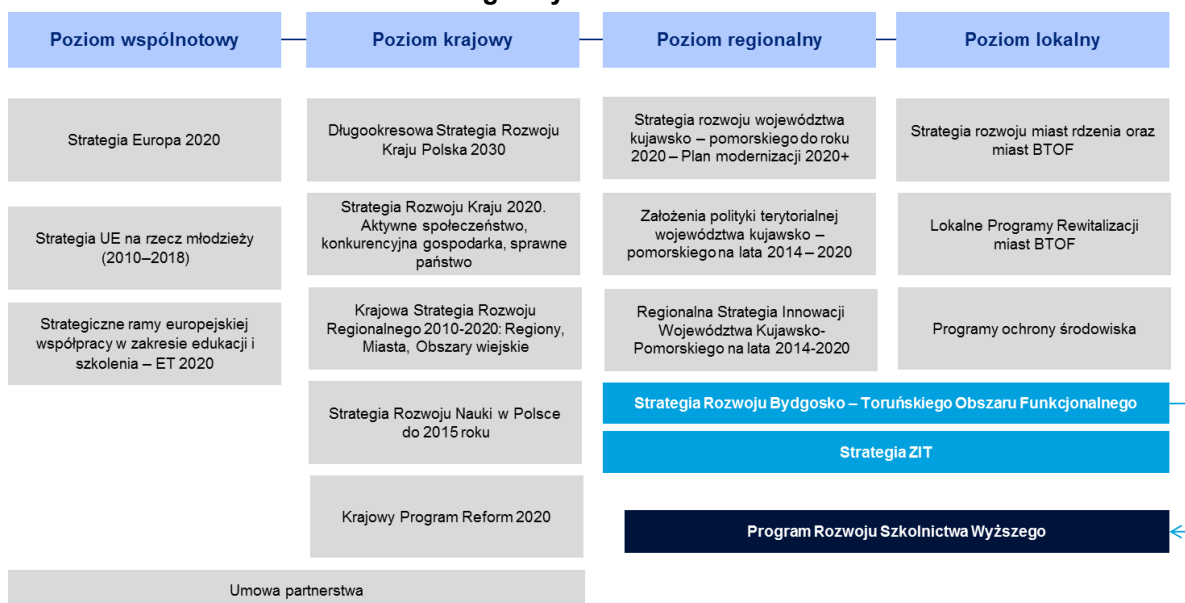 Poziom wspólnotowy
Poziom krajowy
Poziom regionalny
Poziom lokalny
Strategia Europa 2020
Strategia UE na rzecz młodzieży
(2010–2018)
Strategiczne ramy europejskiej
współpracy w zakresie edukacji i
szkolenia – ET 2020
Długookresowa Strategia Rozwoju
Kraju Polska 2030
Strategia Rozwoju Kraju 2020.
Aktywne społeczeństwo,
konkurencyjna gospodarka, sprawne
państwo
Krajowa Strategia Rozwoju
Regionalnego 2010-2020: Regiony,
Miasta, Obszary wiejskie
Strategia Rozwoju Nauki w Polsce
do 2015 roku
Krajowy Program Reform 2020
Umowa partnerstwa
Strategia rozwoju województwa
kujawsko – pomorskiego do roku
2020 – Plan modernizacji 2020+
Założenia polityki terytorialnej
województwa kujawsko –
pomorskiego na lata 2014 – 2020
Regionalna Strategia Innowacji
Województwa Kujawsko-
Pomorskiego na lata 2014-2020
Strategia rozwoju miast rdzenia oraz
miast BTOF
Lokalne Programy Rewitalizacji
miast BTOF
Programy ochrony środowiska
Strategia Rozwoju Bydgosko – Toruńskiego Obszaru Funkcjonalnego
Strategia ZIT
Program Rozwoju Szkolnictwa Wyższego